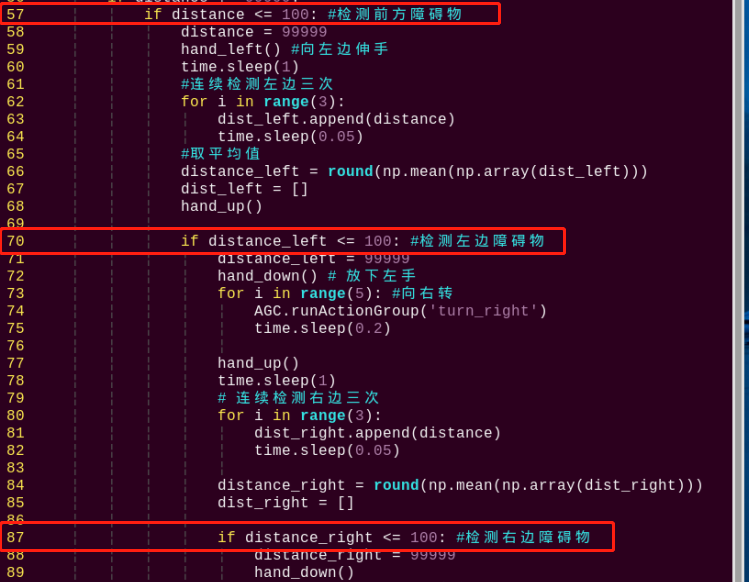 57 if distance <= 100: #检测前方障碍物
58 distance = 99999
59 hand_left() #向左边伸手
60 time.sleep(1)
61 #连续检测左边三次
62 for i in range(3):
63 dist_left.append(distance)
64 time.sleep(0.05)
65 #取平均值
66 distance_left = round(np.mean(np.array(dist_left)))
67 dist_left = []
68 hand_up()
69
70 if distance_left <= 100: #检测左边障碍物
71 distance_left = 99999
72 hand_down() # 放下左手
73 for i in range(5): #向右转
74 AGC.runActionGroup('turn_right')
75 time.sleep(0.2)
76
77 hand_up()
78 time.sleep(1)
79 # 连续检测右边三次
80 for i in range(3):
81 dist_right.append(distance)
82 time.sleep(0.05)
83
84 distance_right = round(np.mean(np.array(dist_right)))
85 dist_right = []
86
87 if distance_right <= 100: #检测右边障碍物
88 distance_right = 99999
89 hand_down()